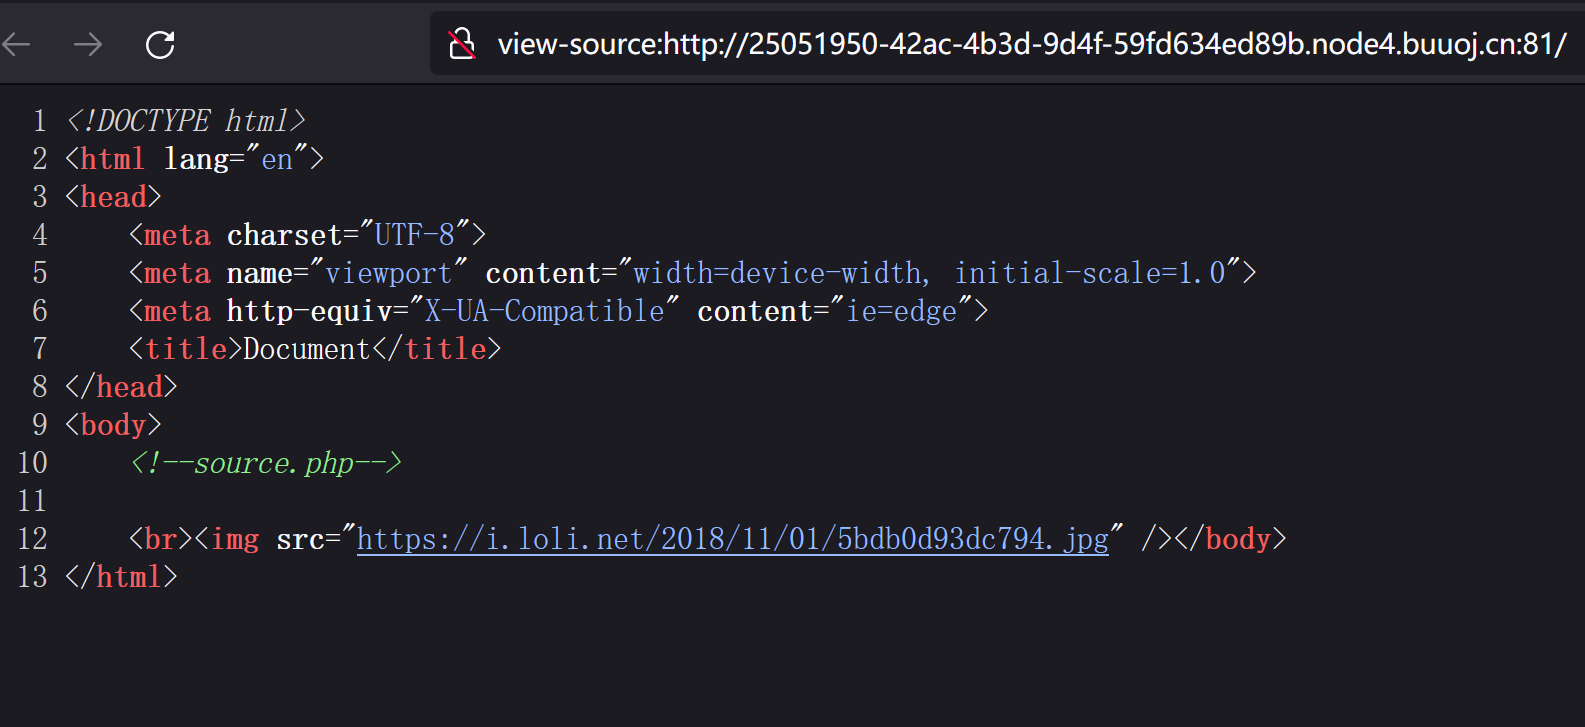 view-source:http://25051950-42ac-4b3d-9d4f-59fd634ed89b.node4.buuoj.cn:81/
1 <!DOCTYPE html>
2 <html lang="en">
3 <head>
4 <meta charset="UTF-8">
5 <meta name="viewport" content="width=device-width, initial-scale=1.0">
6 <meta http-equiv="X-UA-Compatible" content="ie=edge">
7 <title>Document</title>
8 </head>
9 <body>
10 <!--source.php-->
11
12 <br><img src="https://i.loli.net/2018/11/01/5bdb0d93dc794.jpg" /></body>
13 </html>